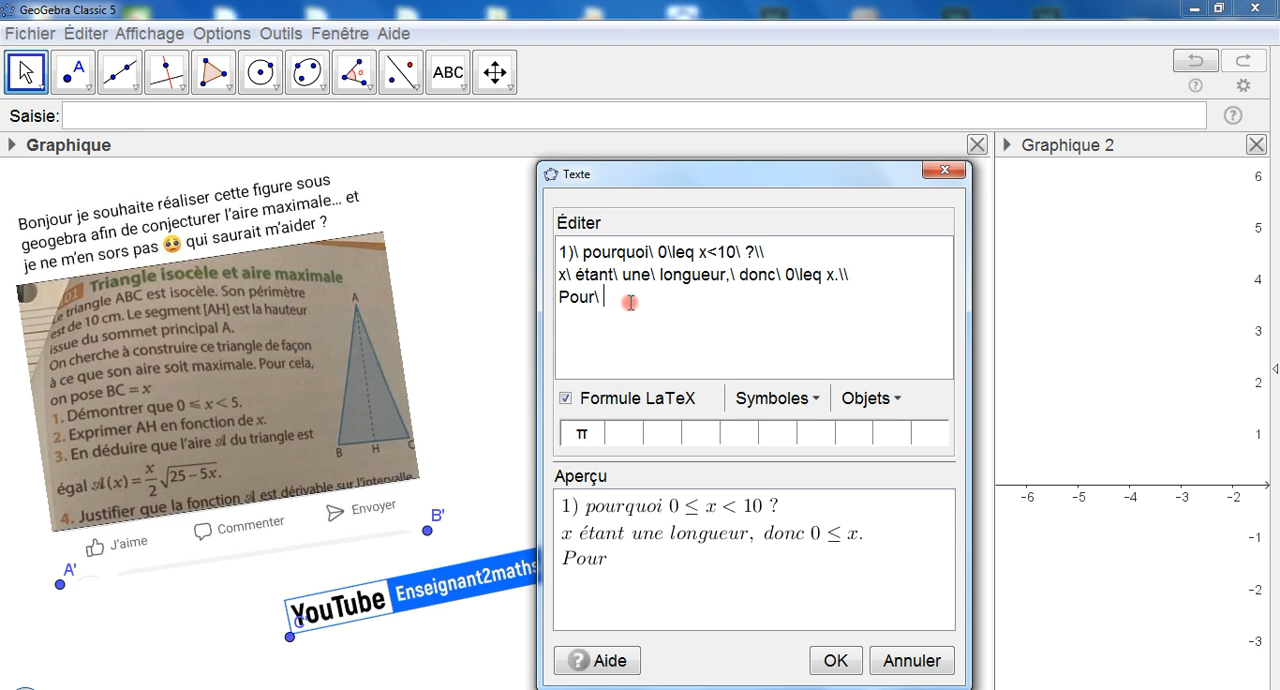 GeoGebra Classic 5
Fichier Éditer Affichage Options Outils Fenêtre Aide
A
ABC
Saisie:
Graphique
Graphique 2
Bonjour je souhaite réaliser cette figure sous
geogebra afin de conjecturer l'aire maximale... et
je ne m'en sors pas 🥺 qui saurait m'aider ?
01 Triangle isocèle et aire maximale
Le triangle ABC est isocèle. Son périmètre
est de 10 cm. Le segment [AH] est la hauteur
issue du sommet principal A.
On cherche à construire ce triangle de façon
à ce que son aire soit maximale. Pour cela,
on pose BC = x
1. Démontrer que 0 ⩽ x < 5.
2. Exprimer AH en fonction de x.
3. En déduire que l'aire 𝒜 du triangle est
égal 𝒜(x) = x/2 √(25 – 5x).
4. Justifier que la fonction 𝒜 est dérivable sur l'intervalle
A
B H C
J'aime Commenter Envoyer
A'
B'
C'
YouTube Enseignant2maths
Texte
Éditer
1)\ pourquoi\ 0\leq x<10\ ?\\
x\ étant\ une\ longueur,\ donc\ 0\leq x.\\
Pour\
Formule LaTeX Symboles Objets
π
Aperçu
1) pourquoi 0 ≤ x < 10 ?
x étant une longueur, donc 0 ≤ x.
Pour
Aide OK Annuler
6
5
4
3
2
1
-6 -5 -4 -3 -2
-1
-2
-3